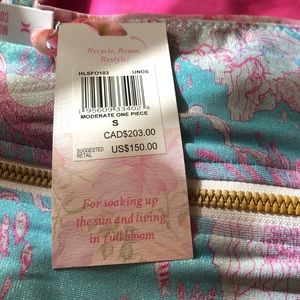 Recycle, Reuse,
Restyle!
HLSFO103 UNDS
MODERATE ONE PIECE
S
CAD$203.00
SUGGESTED
RETAIL
US$150.00
For soaking up
the sun and living
in full bloom